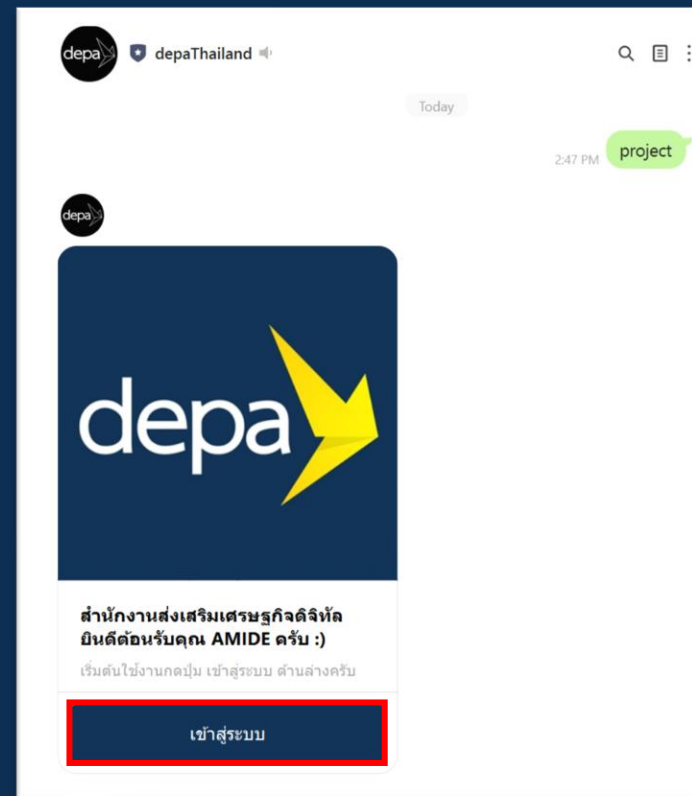 depa
depaThailand
Today
2:47 PM
project
depa
depa
สำนักงานส่งเสริมเศรษฐกิจดิจิทัล
ยินดีต้อนรับคุณ AMIDE ครับ :)
เริ่มต้นใช้งานกดปุ่ม เข้าสู่ระบบ ด้านล่างครับ
เข้าสู่ระบบ